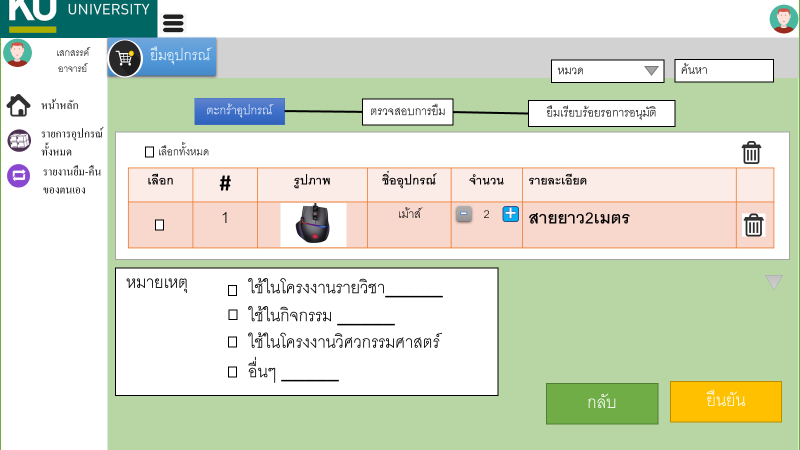 KU UNIVERSITY
เสกสรรค์
อาจารย์
ยืมอุปกรณ์
หมวด
ค้นหา
หน้าหลัก
รายการอุปกรณ์
ทั้งหมด
รายงานยืม-คืน
ของตนเอง
ตะกร้าอุปกรณ์
ตรวจสอบการยืม
ยืมเรียบร้อยรอการอนุมัติ
เลือกทั้งหมด
เลือก # รูปภาพ ชื่ออุปกรณ์ จำนวน รายละเอียด
1 เม้าส์ 2 สายยาว2เมตร
หมายเหตุ
ใช้ในโครงงานรายวิชา
ใช้ในกิจกรรม
ใช้ในโครงงานวิศวกรรมศาสตร์
อื่นๆ
กลับ
ยืนยัน